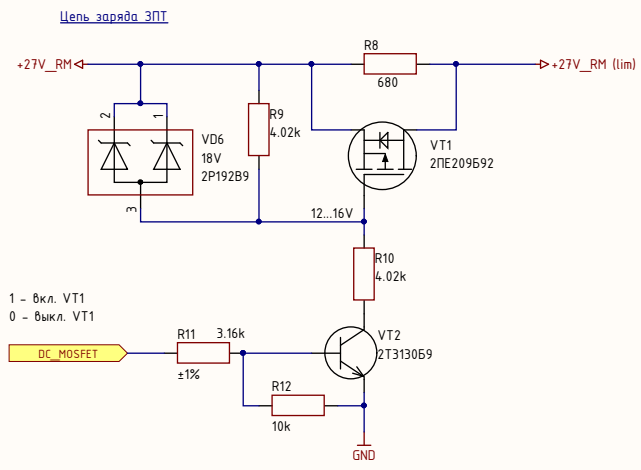 Цепь заряда ЗПТ
+27V_RM
R8
680
+27V_RM (lim)
2
1
R9
4.02k
VD6
18V
2Р192В9
VT1
2ПЕ209Б92
3
12...16V
R10
4.02k
1 - вкл. VT1
0 - выкл. VT1
R11
3.16k
VT2
2Т3130Б9
DC_MOSFET
±1%
R12
10k
GND